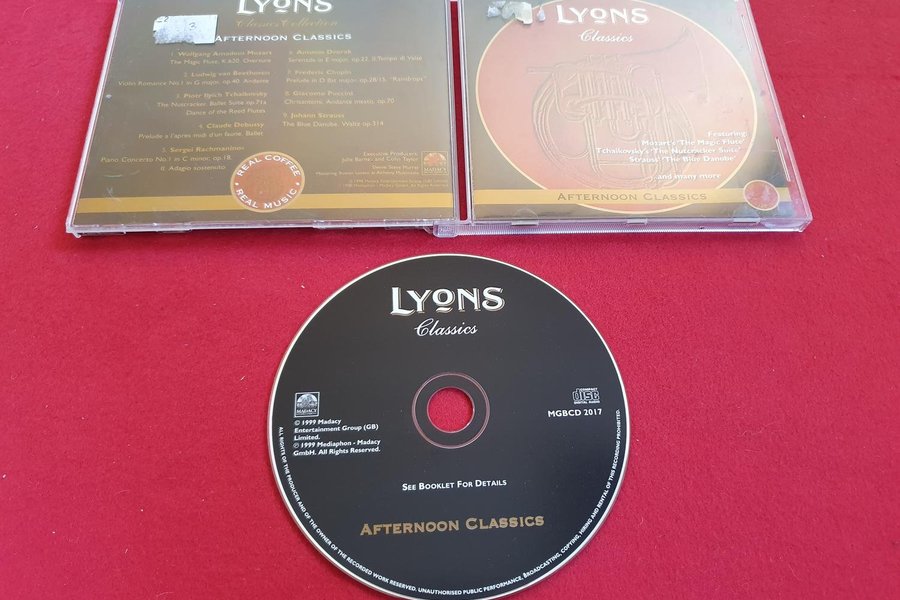 LYONS
Classics Collection
AFTERNOON CLASSICS
1. Wolfgang Amadeus Mozart
The Magic Flute, K.620. Overture
2. Ludwig van Beethoven
Violin Romance No.1 in G major, op.40. Andante
3. Piotr Iljich Tchaikovsky
The Nutcracker. Ballet Suite op.71a
Dance of the Reed Flutes
4. Claude Debussy
Prelude a l'apres midi d'un faune. Ballet
5. Sergei Rachmaninov
Piano Concerto No.1 in C minor, op.18.
II. Adagio sostenuto
6. Antonin Dvorak
Serenade in E major, op.22. II.Tempo di Valse
7. Frederic Chopin
Prelude in D flat major, op.28/15. "Raindrops"
8. Giacomo Puccini
Chrisanteme. Andante mesto, op.70
9. Johann Strauss
The Blue Danube. Waltz op.314
REAL COFFEE
REAL MUSIC
Executive Producers
Julie Barnes and Colin Taylor
MADACY
LYONS
Classics
Featuring:
Mozart's 'The Magic Flute'
Tchaikovsky's 'The Nutcracker Suite'
Strauss' 'The Blue Danube'
...and many more
AFTERNOON CLASSICS
LYONS
Classics
MADACY
© 1999 Madacy
Entertainment Group (GB)
Limited.
℗ 1999 Mediaphon - Madacy
GmbH. All Rights Reserved.
COMPACT
disc
DIGITAL AUDIO
MGBCD 2017
SEE BOOKLET FOR DETAILS
AFTERNOON CLASSICS
ALL RIGHTS OF THE PRODUCER AND OF THE OWNER OF THE RECORDED WORK RESERVED. UNAUTHORISED PUBLIC PERFORMANCE, BROADCASTING, COPYING, HIRING AND RENTAL OF THIS RECORDING PROHIBITED.